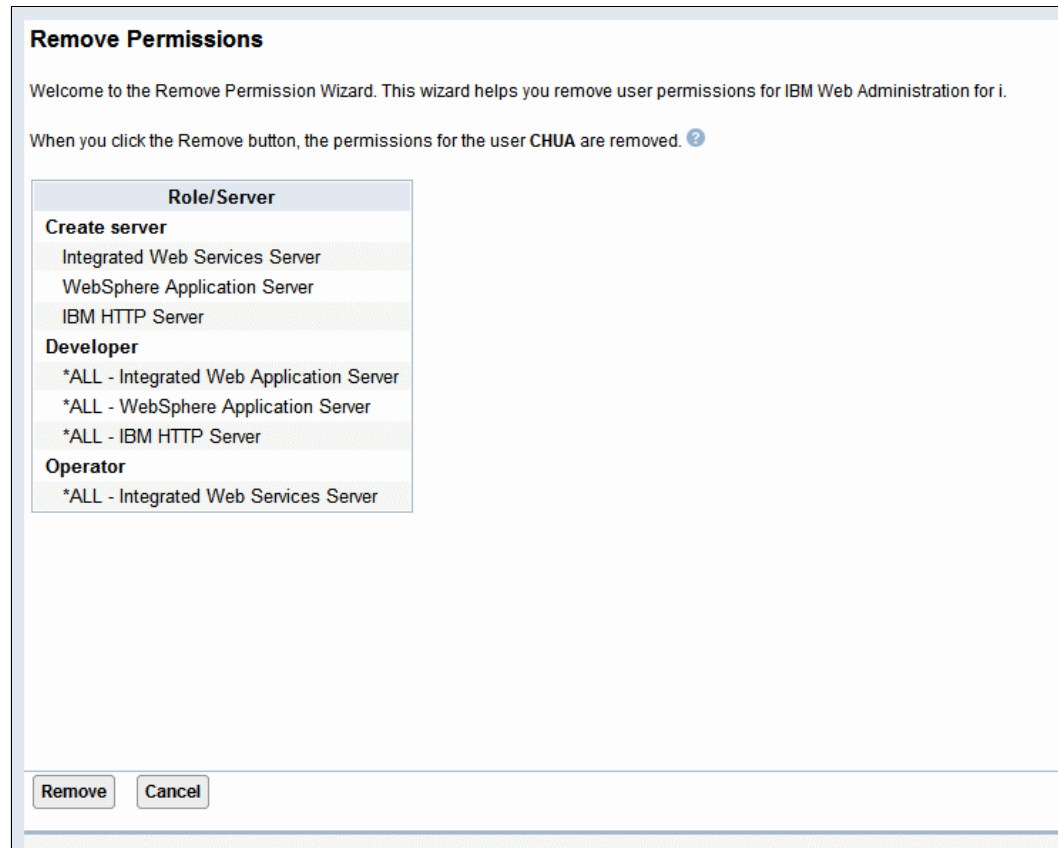 Remove Permissions
Welcome to the Remove Permission Wizard. This wizard helps you remove user permissions for IBM Web Administration for i.
When you click the Remove button, the permissions for the user CHUA are removed. ?
Role/Server
Create server
Integrated Web Services Server
WebSphere Application Server
IBM HTTP Server
Developer
*ALL - Integrated Web Application Server
*ALL - WebSphere Application Server
*ALL - IBM HTTP Server
Operator
*ALL - Integrated Web Services Server
Remove Cancel